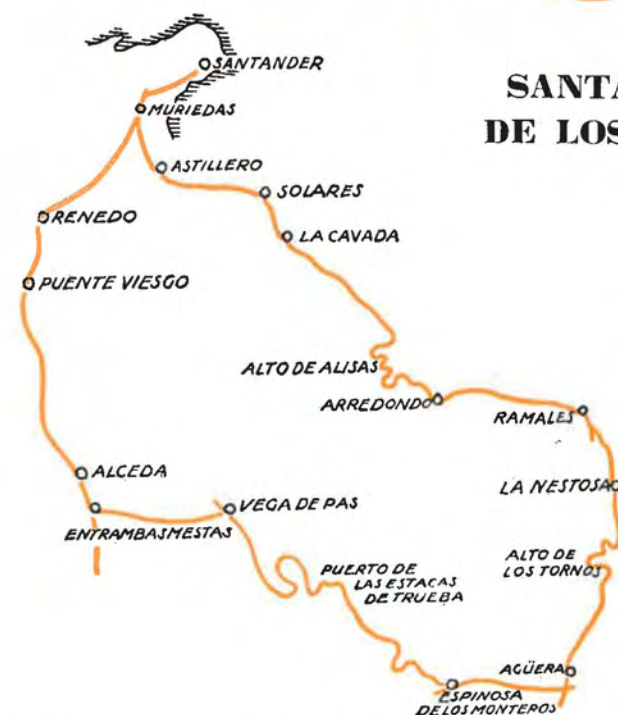 SANTANDER
SANTA
DE LOS
MURIEDAS
ASTILLERO
SOLARES
RENEDO
LA CAVADA
PUENTE VIESGO
ALTO DE ALISAS
ARREDONDO
RAMALES
ALCEDA
LA NESTOSA
VEGA DE PAS
ENTRAMBASMESTAS
ALTO DE
LOS TORNOS
PUERTO DE
LAS ESTACAS
DE TRUEBA
AGÜERA
ESPINOSA
DE LOS MONTEROS